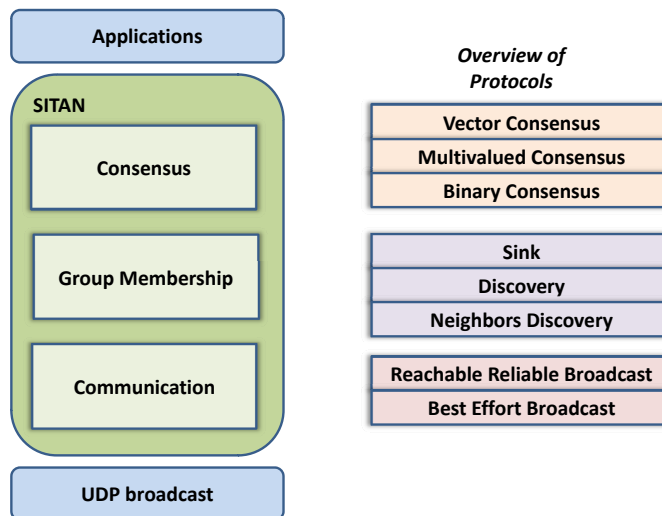 Applications
SITAN
Consensus
Group Membership
Communication
UDP broadcast
Overview of
Protocols
Vector Consensus
Multivalued Consensus
Binary Consensus
Sink
Discovery
Neighbors Discovery
Reachable Reliable Broadcast
Best Effort Broadcast